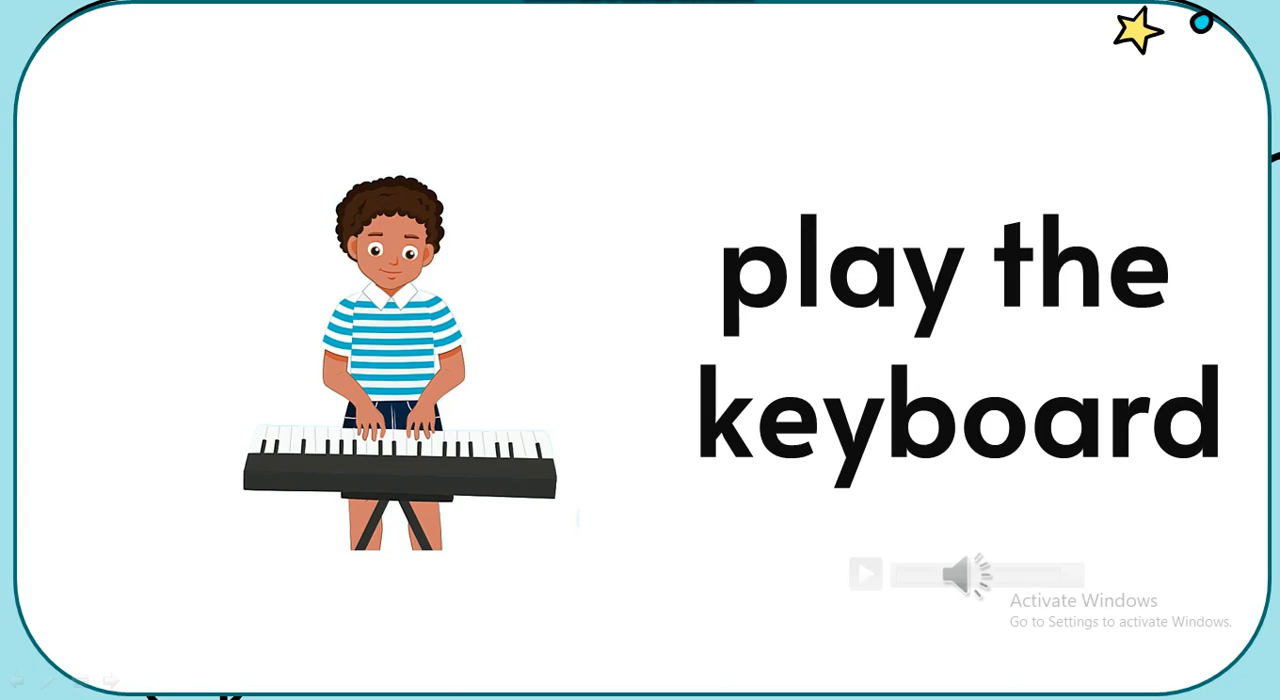 play the
keyboard
Activate Windows
Go to Settings to activate Windows.